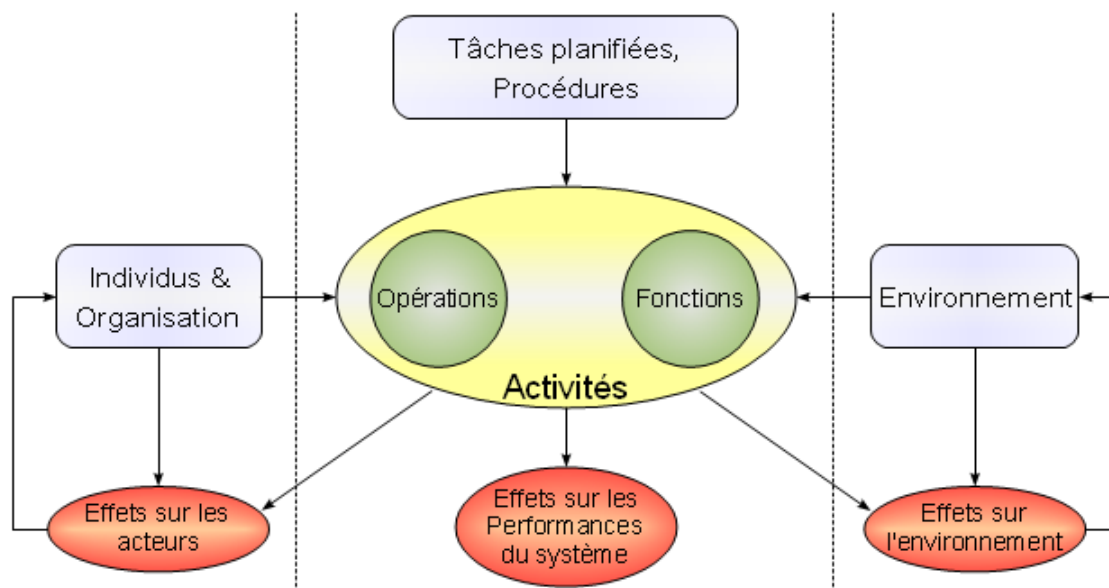 Tâches planifiées,
Procédures
Individus &
Organisation
Opérations
Fonctions
Activités
Environnement
Effets sur les
acteurs
Effets sur les
Performances
du système
Effets sur
l'environnement